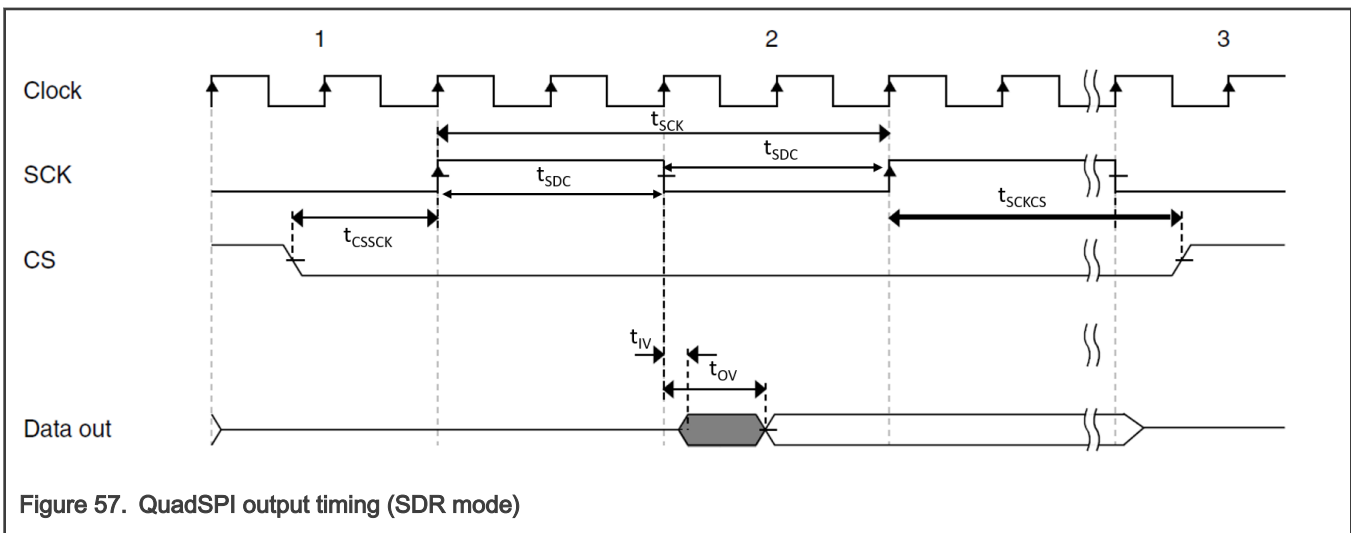 1 2 3
Clock
tSCK
tSDC
SCK
tSDC
tSCKCS
tCSSCK
CS
tIV
tOV
Data out
Figure 57. QuadSPI output timing (SDR mode)